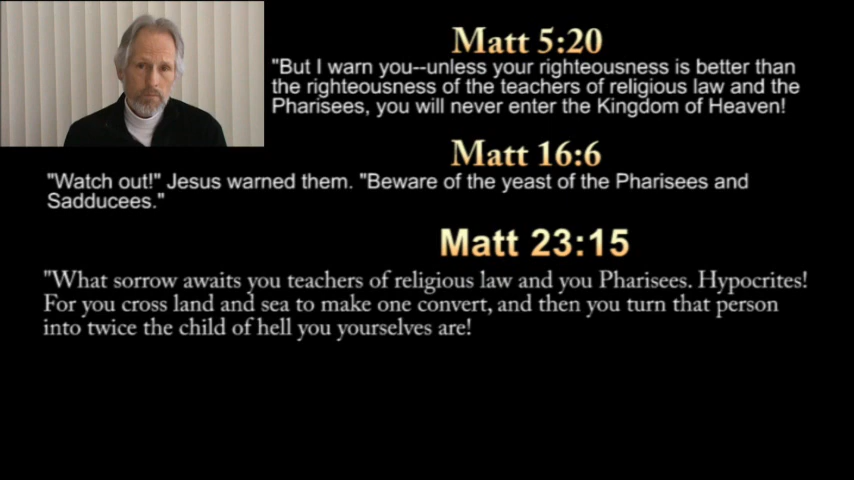 Matt 5:20
"But I warn you--unless your righteousness is better than
the righteousness of the teachers of religious law and the
Pharisees, you will never enter the Kingdom of Heaven!
Matt 16:6
"Watch out!" Jesus warned them. "Beware of the yeast of the Pharisees and
Sadducees."
Matt 23:15
"What sorrow awaits you teachers of religious law and you Pharisees. Hypocrites!
For you cross land and sea to make one convert, and then you turn that person
into twice the child of hell you yourselves are!